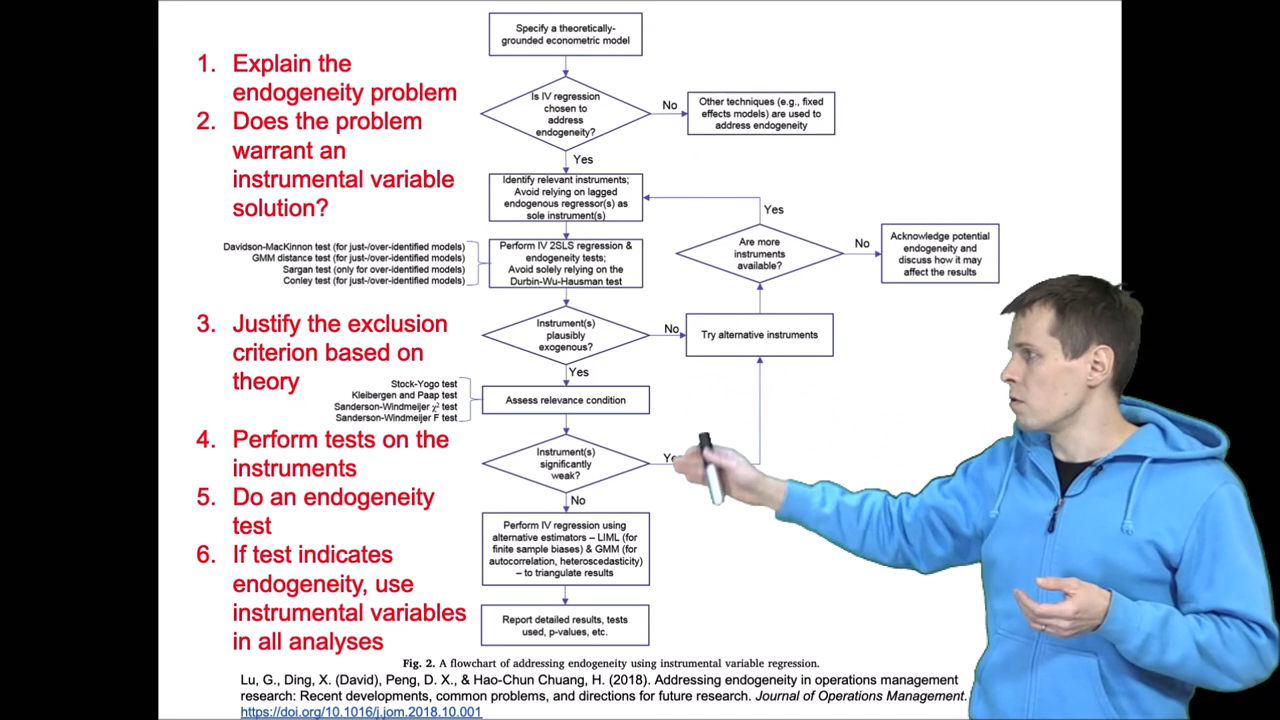 1. Explain the
endogeneity problem
2. Does the problem
warrant an
instrumental variable
solution?
3. Justify the exclusion
criterion based on
theory
4. Perform tests on the
instruments
5. Do an endogeneity
test
6. If test indicates
endogeneity, use
instrumental variables
in all analyses
Specify a theoretically-
grounded econometric model
Is IV regression
chosen to
address
endogeneity?
No
Other techniques (e.g., fixed
effects models) are used to
address endogeneity
Yes
Identify relevant instruments;
Avoid relying on lagged
endogenous regressor(s) as
sole instrument(s)
Yes
Davidson-MacKinnon test (for just-/over-identified models)
GMM distance test (for just-/over-identified models)
Sargan test (only for over-identified models)
Conley test (for just-/over-identified models)
Perform IV 2SLS regression &
endogeneity tests;
Avoid solely relying on the
Durbin-Wu-Hausman test
Are more
instruments
available?
No
Acknowledge potential
endogeneity and
discuss how it may
affect the results
Instrument(s)
plausibly
exogenous?
No
Try alternative instruments
Yes
Stock-Yogo test
Kleibergen and Paap test
Sanderson-Windmeijer χ² test
Sanderson-Windmeijer F test
Assess relevance condition
Instrument(s)
significantly
weak?
No
Perform IV regression using
alternative estimators – LIML (for
finite sample biases) & GMM (for
autocorrelation, heteroscedasticity)
– to triangulate results
Report detailed results, tests
used, p-values, etc.
Fig. 2. A flowchart of addressing endogeneity using instrumental variable regression.
Lu, G., Ding, X. (David), Peng, D. X., & Hao-Chun Chuang, H. (2018). Addressing endogeneity in operations management
research: Recent developments, common problems, and directions for future research. Journal of Operations Management.
https://doi.org/10.1016/j.jom.2018.10.001